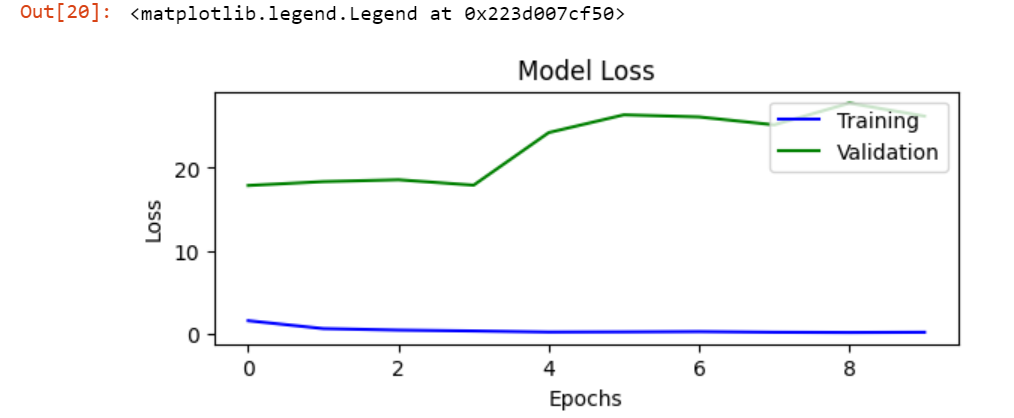 Out[20]: <matplotlib.legend.Legend at 0x223d007cf50>
Model Loss
Training
Validation
20
10
0
Loss
0 2 4 6 8
Epochs